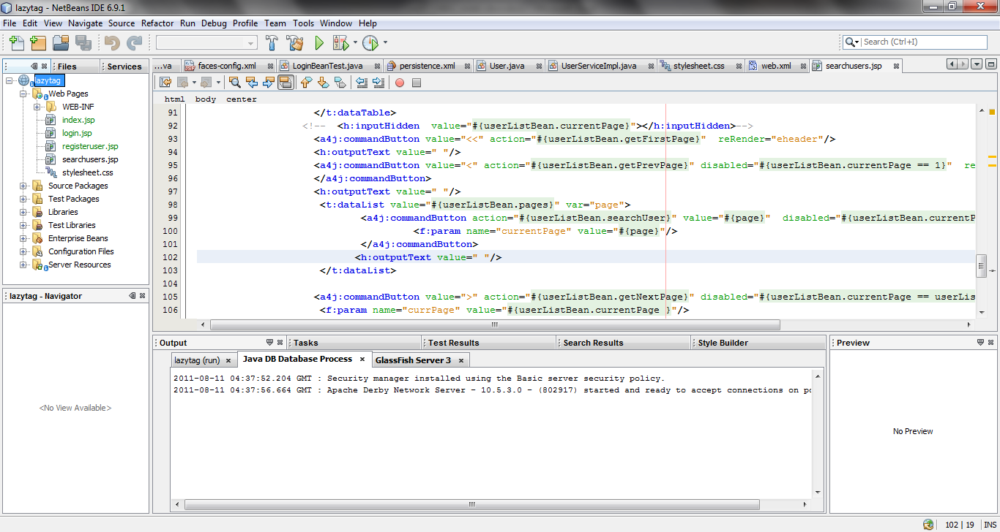 lazytag - NetBeans IDE 6.9.1
File Edit View Navigate Source Refactor Run Debug Profile Team Tools Window Help
Search (Ctrl+I)
: Files Services
...va faces-config.xml LoginBeanTest.java persistence.xml User.java UserServiceImpl.java stylesheet.css web.xml searchusers.jsp
lazytag
Web Pages
WEB-INF
index.jsp
login.jsp
registeruser.jsp
searchusers.jsp
stylesheet.css
Source Packages
Test Packages
Libraries
Test Libraries
Enterprise Beans
Configuration Files
Server Resources
html body center
91 </t:dataTable>
92 <!-- <h:inputHidden value="#{userListBean.currentPage}"></h:inputHidden>-->
93 <a4j:commandButton value="<<" action="#{userListBean.getFirstPage}" reRender="eheader"/>
94 <h:outputText value=" "/>
95 <a4j:commandButton value="<" action="#{userListBean.getPrevPage}" disabled="#{userListBean.currentPage == 1}" re
96 </a4j:commandButton>
97 <h:outputText value=" "/>
98 <t:dataList value="#{userListBean.pages}" var="page">
99 <a4j:commandButton action="#{userListBean.searchUser}" value="#{page}" disabled="#{userListBean.currentP
100 <f:param name="currentPage" value="#{page}"/>
101 </a4j:commandButton>
102 <h:outputText value=" "/>
103 </t:dataList>
104
105 <a4j:commandButton value=">" action="#{userListBean.getNextPage}" disabled="#{userListBean.currentPage == userLis
106 <f:param name="currPage" value="#{userListBean.currentPage }"/>
lazytag - Navigator
<No View Available>
Output Tasks Test Results Search Results Style Builder
lazytag (run) Java DB Database Process GlassFish Server 3
2011-08-11 04:37:52.204 GMT : Security manager installed using the Basic server security policy.
2011-08-11 04:37:56.664 GMT : Apache Derby Network Server - 10.5.3.0 - (802917) started and ready to accept connections on po
Preview
No Preview
102 | 19 INS